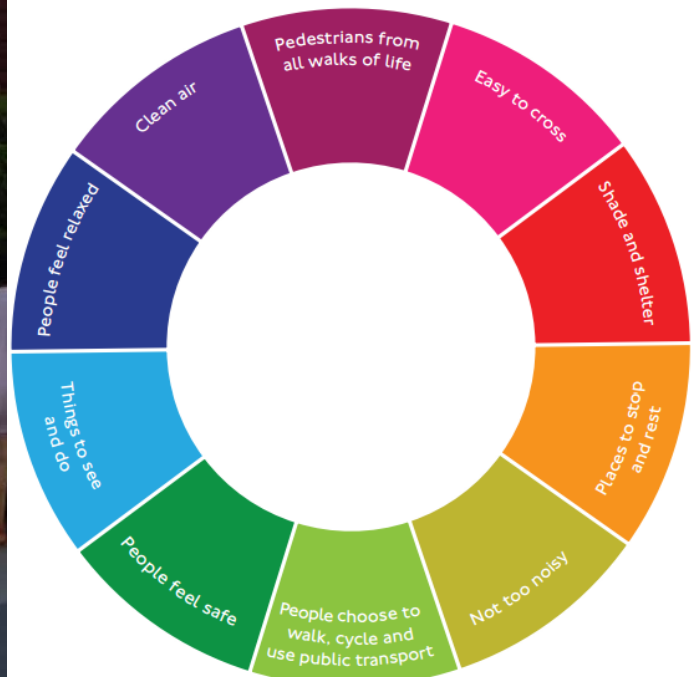 Pedestrians from
all walks of life
Easy to cross
Shade and shelter
Places to stop
and rest
Not too noisy
People choose to
walk, cycle and
use public transport
People feel safe
Things to see
and do
People feel relaxed
Clean air